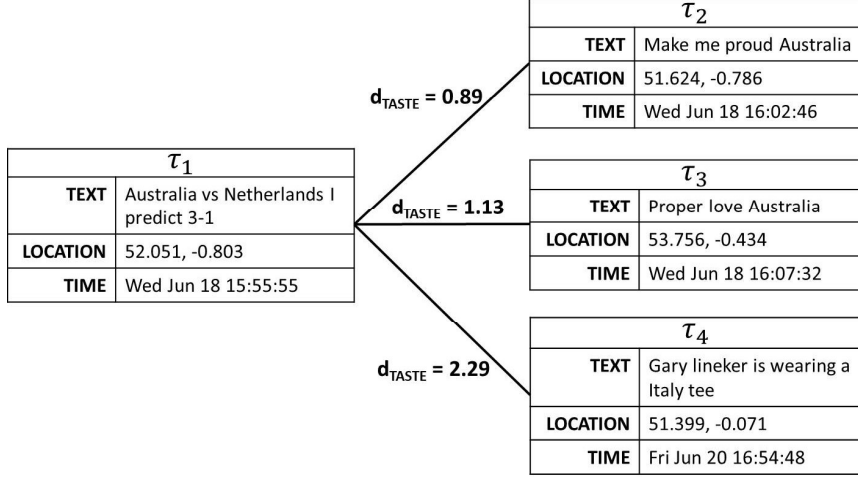 τ2
TEXT Make me proud Australia
LOCATION 51.624, -0.786
TIME Wed Jun 18 16:02:46
dTASTE = 0.89
τ1
TEXT Australia vs Netherlands I
predict 3-1
LOCATION 52.051, -0.803
TIME Wed Jun 18 15:55:55
dTASTE = 1.13
τ3
TEXT Proper love Australia
LOCATION 53.756, -0.434
TIME Wed Jun 18 16:07:32
dTASTE = 2.29
τ4
TEXT Gary lineker is wearing a
Italy tee
LOCATION 51.399, -0.071
TIME Fri Jun 20 16:54:48